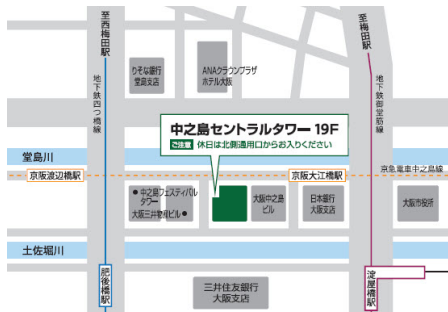 至西梅田駅
至梅田駅
りそな銀行
堂島支店
ANAクラウンプラザ
ホテル大阪
地下鉄四つ橋線
地下鉄御堂筋線
中之島セントラルタワー 19F
ご注意 休日は北側通用口からお入りください
堂島川
京阪渡辺橋駅
京阪大江橋駅
京急電車中之島線
中之島フェスティバル
タワー
大阪三井物産ビル
大阪中之島
ビル
日本銀行
大阪支店
大阪市役所
土佐堀川
肥後橋駅
三井住友銀行
大阪支店
淀屋橋駅